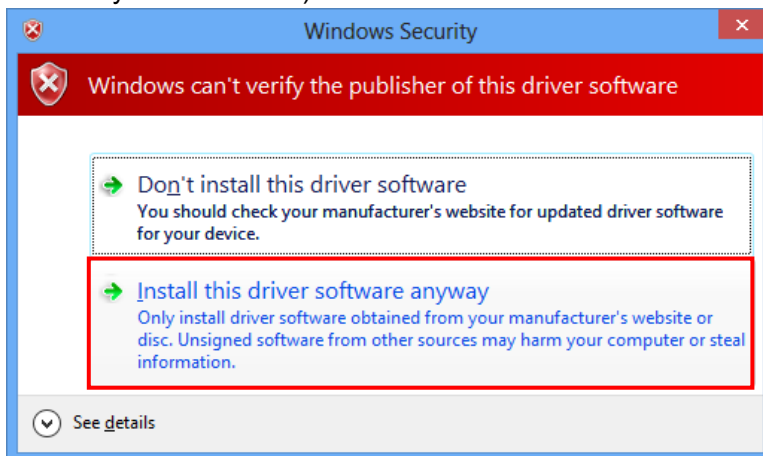 Windows Security
Windows can't verify the publisher of this driver software
Don't install this driver software
You should check your manufacturer's website for updated driver software
for your device.
Install this driver software anyway
Only install driver software obtained from your manufacturer's website or
disc. Unsigned software from other sources may harm your computer or steal
information.
See details